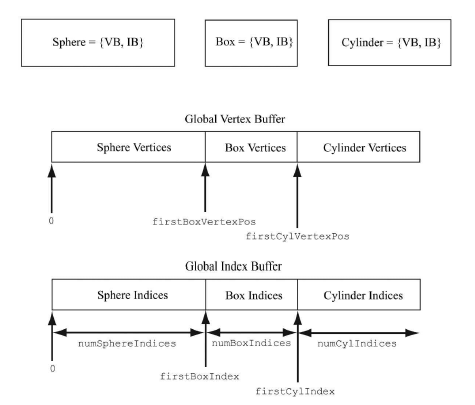 Sphere = {VB, IB}
Box = {VB, IB}
Cylinder = {VB, IB}
Global Vertex Buffer
Sphere Vertices
Box Vertices
Cylinder Vertices
0
firstBoxVertexPos
firstCylVertexPos
Global Index Buffer
Sphere Indices
Box Indices
Cylinder Indices
numSphereIndices
numBoxIndices
numCylIndices
0
firstBoxIndex
firstCylIndex